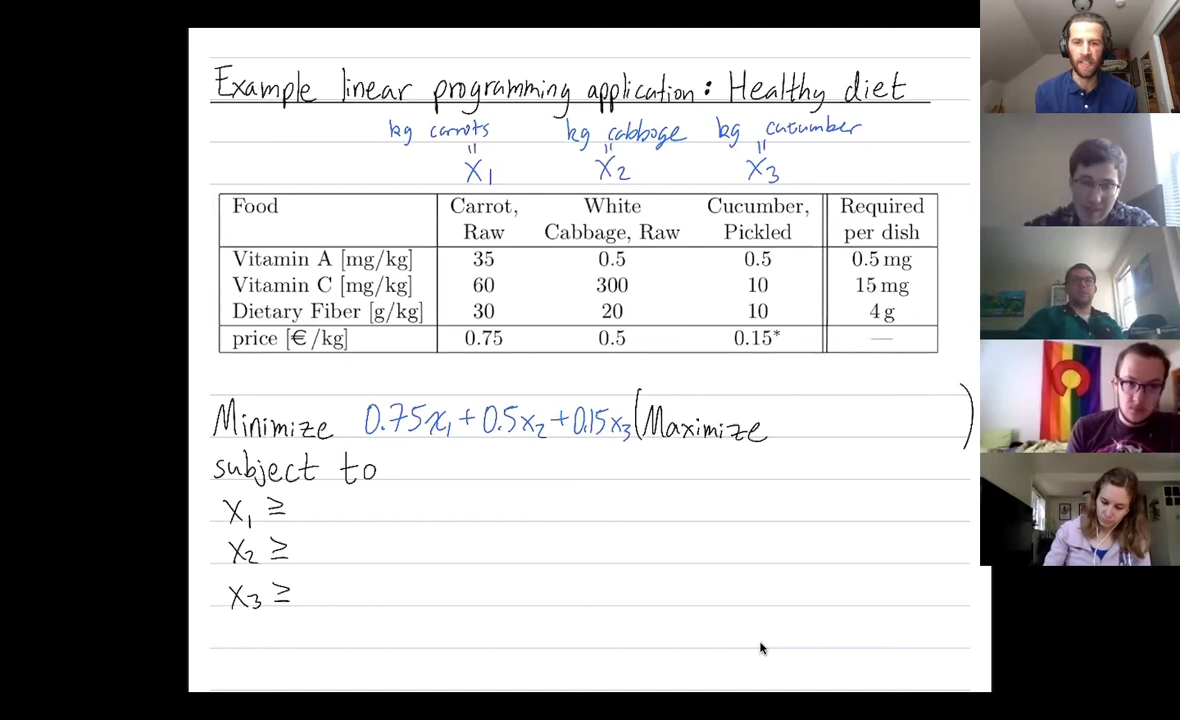 Example linear programming application: Healthy diet
kg carrots kg cabbage kg cucumber
= = =
X1 X2 X3
Food Carrot, White Cucumber, Required
Raw Cabbage, Raw Pickled per dish
Vitamin A [mg/kg] 35 0.5 0.5 0.5 mg
Vitamin C [mg/kg] 60 300 10 15 mg
Dietary Fiber [g/kg] 30 20 10 4 g
price [€/kg] 0.75 0.5 0.15* —
Minimize 0.75x1 + 0.5x2 + 0.15x3 (Maximize )
subject to
X1 ≥
X2 ≥
X3 ≥